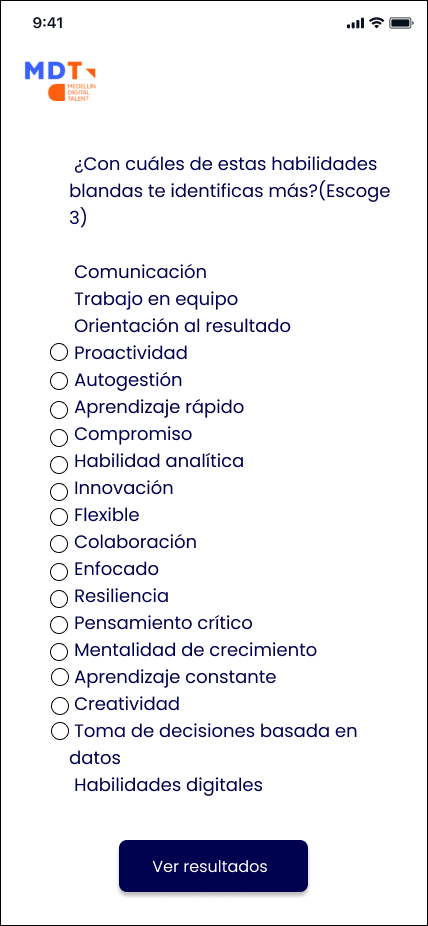 9:41
MDT
MEDELLIN
DIGITAL
TALENT
¿Con cuáles de estas habilidades
blandas te identificas más?(Escoge
3)
Comunicación
Trabajo en equipo
Orientación al resultado
Proactividad
Autogestión
Aprendizaje rápido
Compromiso
Habilidad analítica
Innovación
Flexible
Colaboración
Enfocado
Resiliencia
Pensamiento crítico
Mentalidad de crecimiento
Aprendizaje constante
Creatividad
Toma de decisiones basada en
datos
Habilidades digitales
Ver resultados